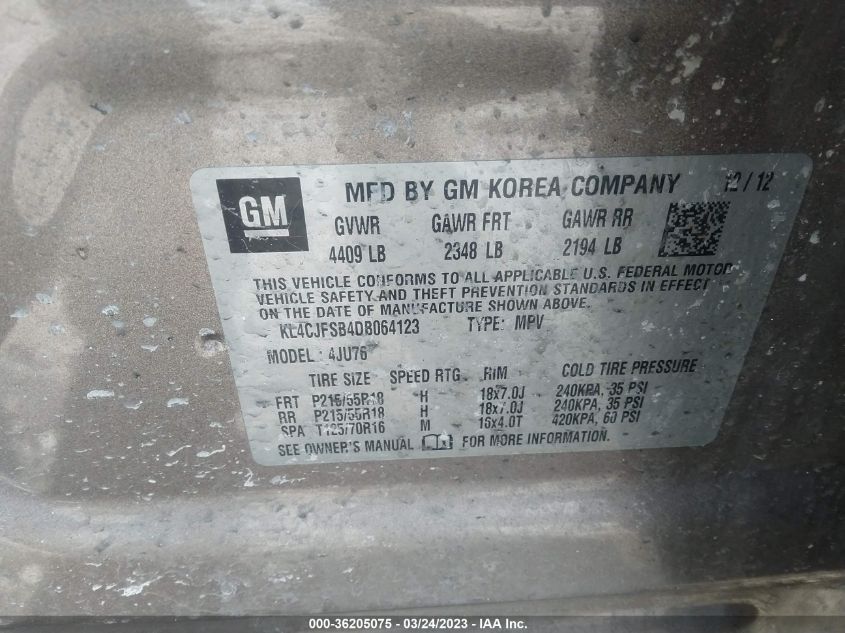 GM
MFD BY GM KOREA COMPANY 12/12
GVWR GAWR FRT GAWR RR
4409 LB 2348 LB 2194 LB
THIS VEHICLE CONFORMS TO ALL APPLICABLE U.S. FEDERAL MOTOR
VEHICLE SAFETY AND THEFT PREVENTION STANDARDS IN EFFECT
ON THE DATE OF MANUFACTURE SHOWN ABOVE.
KL4CJFSB4DB064123 TYPE: MPV
MODEL : 4JU76
TIRE SIZE SPEED RTG RIM COLD TIRE PRESSURE
FRT P215/55R18 H 18x7.0J 240KPA, 35 PSI
RR P215/55R18 H 18x7.0J 240KPA, 35 PSI
SPA T125/70R16 M 16x4.0T 420KPA, 60 PSI
SEE OWNER'S MANUAL FOR MORE INFORMATION.
000-36205075 - 03/24/2023 - IAA Inc.